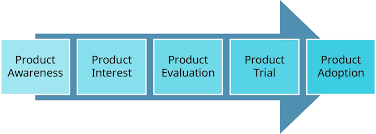 Product
Awareness
Product
Interest
Product
Evaluation
Product
Trial
Product
Adoption